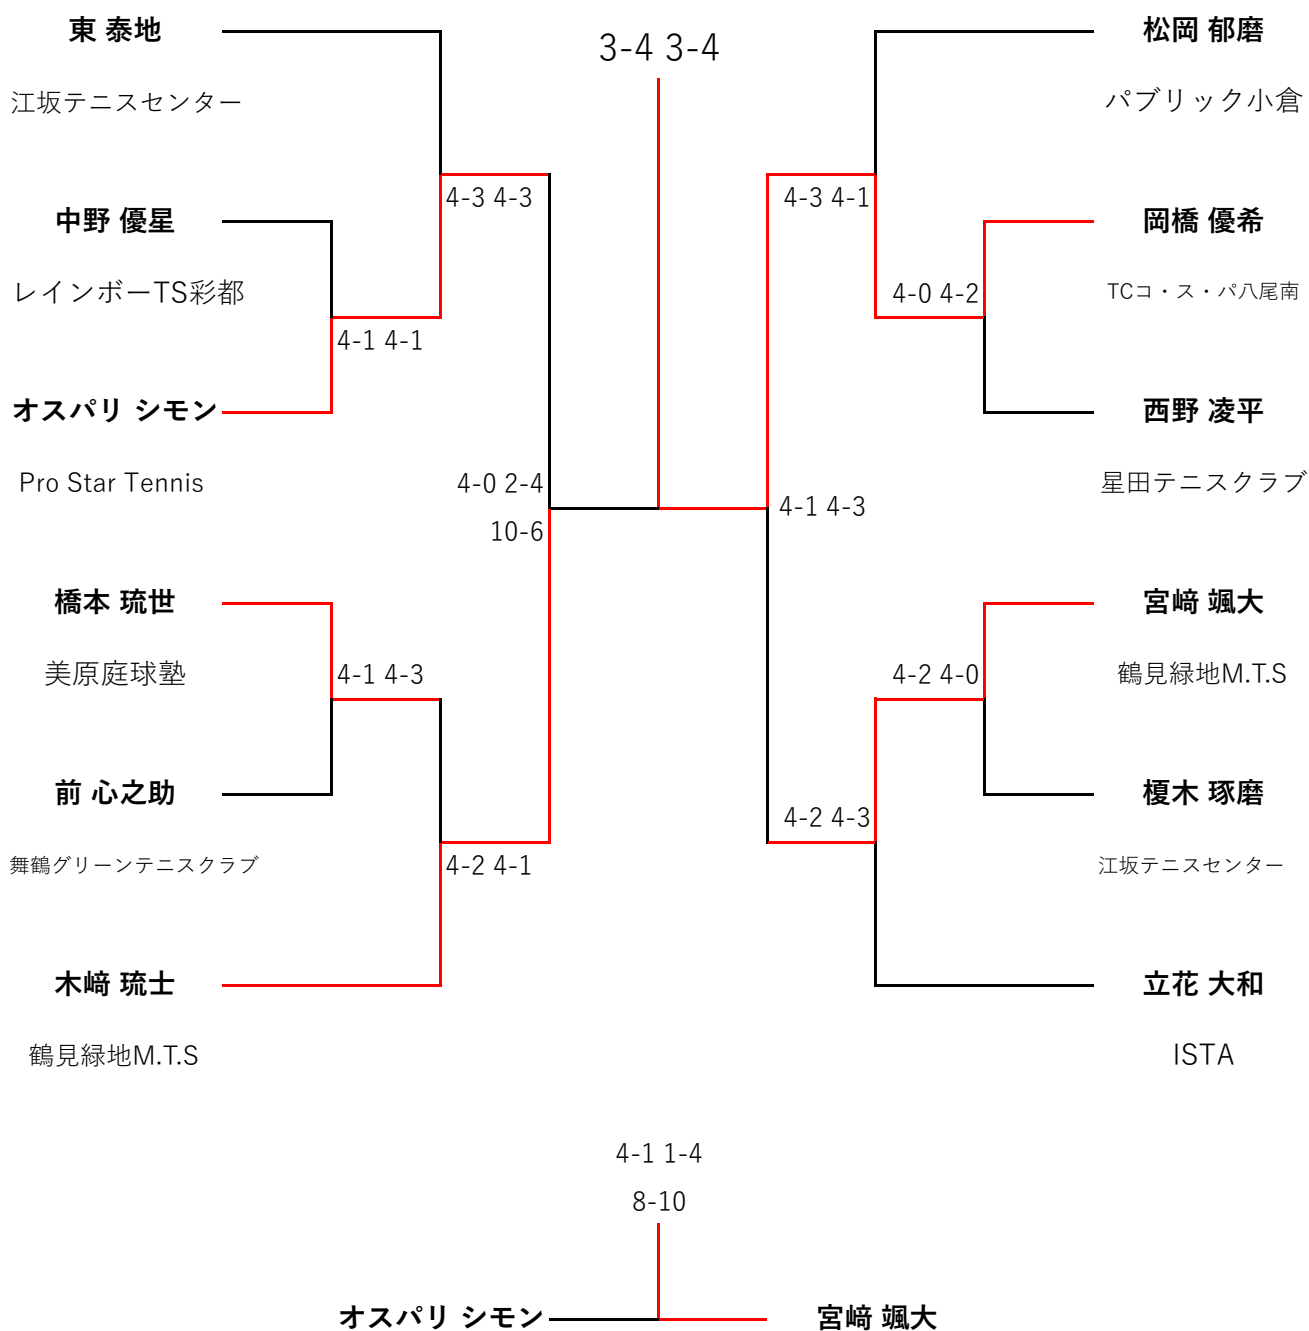 東 泰地
江坂テニスセンター
中野 優星
レインボーTS彩都
オスパリ シモン
Pro Star Tennis
橋本 琉世
美原庭球塾
前 心之助
舞鶴グリーンテニスクラブ
木﨑 琉士
鶴見緑地M.T.S
4-1 4-1
4-3 4-3
4-1 4-3
4-2 4-1
4-0 2-4
10-6
3-4 3-4
4-1 4-3
4-3 4-1
4-0 4-2
4-2 4-0
4-2 4-3
松岡 郁磨
パブリック小倉
岡橋 優希
TCコ・ス・パ八尾南
西野 凌平
星田テニスクラブ
宮﨑 颯大
鶴見緑地M.T.S
榎木 琢磨
江坂テニスセンター
立花 大和
ISTA
4-1 1-4
8-10
オスパリ シモン
宮﨑 颯大